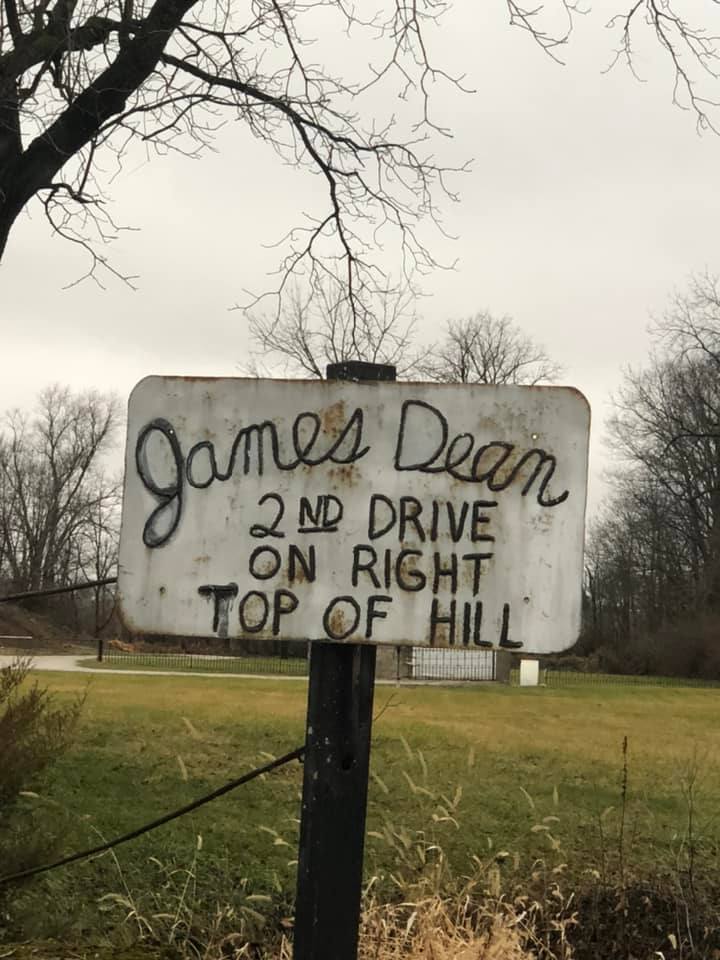 James Dean
2ND DRIVE
ON RIGHT
TOP OF HILL